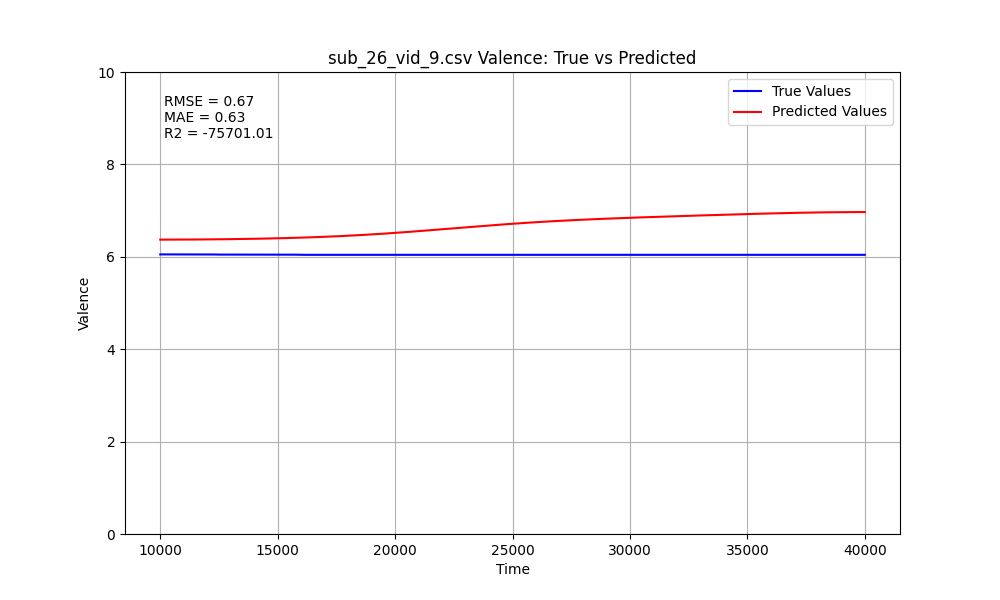 sub_26_vid_9.csv Valence: True vs Predicted
RMSE = 0.67
MAE = 0.63
R2 = -75701.01
True Values
Predicted Values
10
8
6
4
2
0
Valence
10000 15000 20000 25000 30000 35000 40000
Time